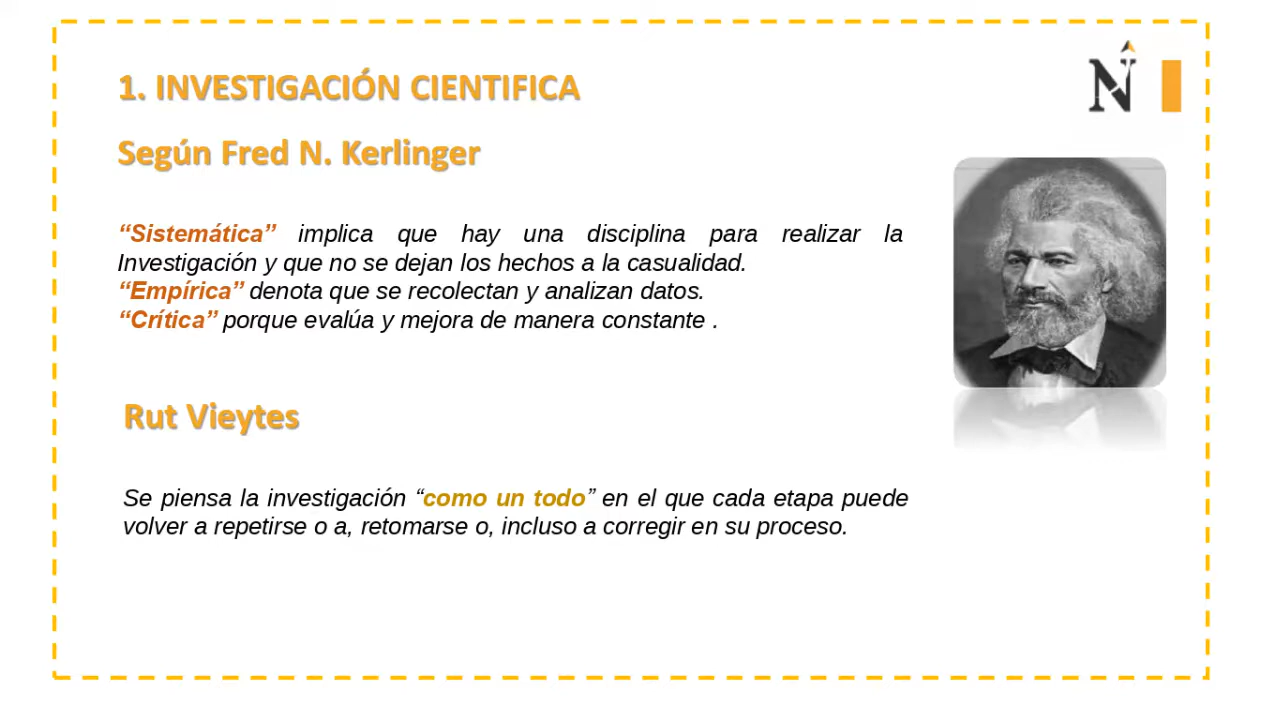 1. INVESTIGACIÓN CIENTIFICA
Según Fred N. Kerlinger
“Sistemática” implica que hay una disciplina para realizar la
Investigación y que no se dejan los hechos a la casualidad.
“Empírica” denota que se recolectan y analizan datos.
“Crítica” porque evalúa y mejora de manera constante .
Rut Vieytes
Se piensa la investigación “como un todo” en el que cada etapa puede
volver a repetirse o a, retomarse o, incluso a corregir en su proceso.
N